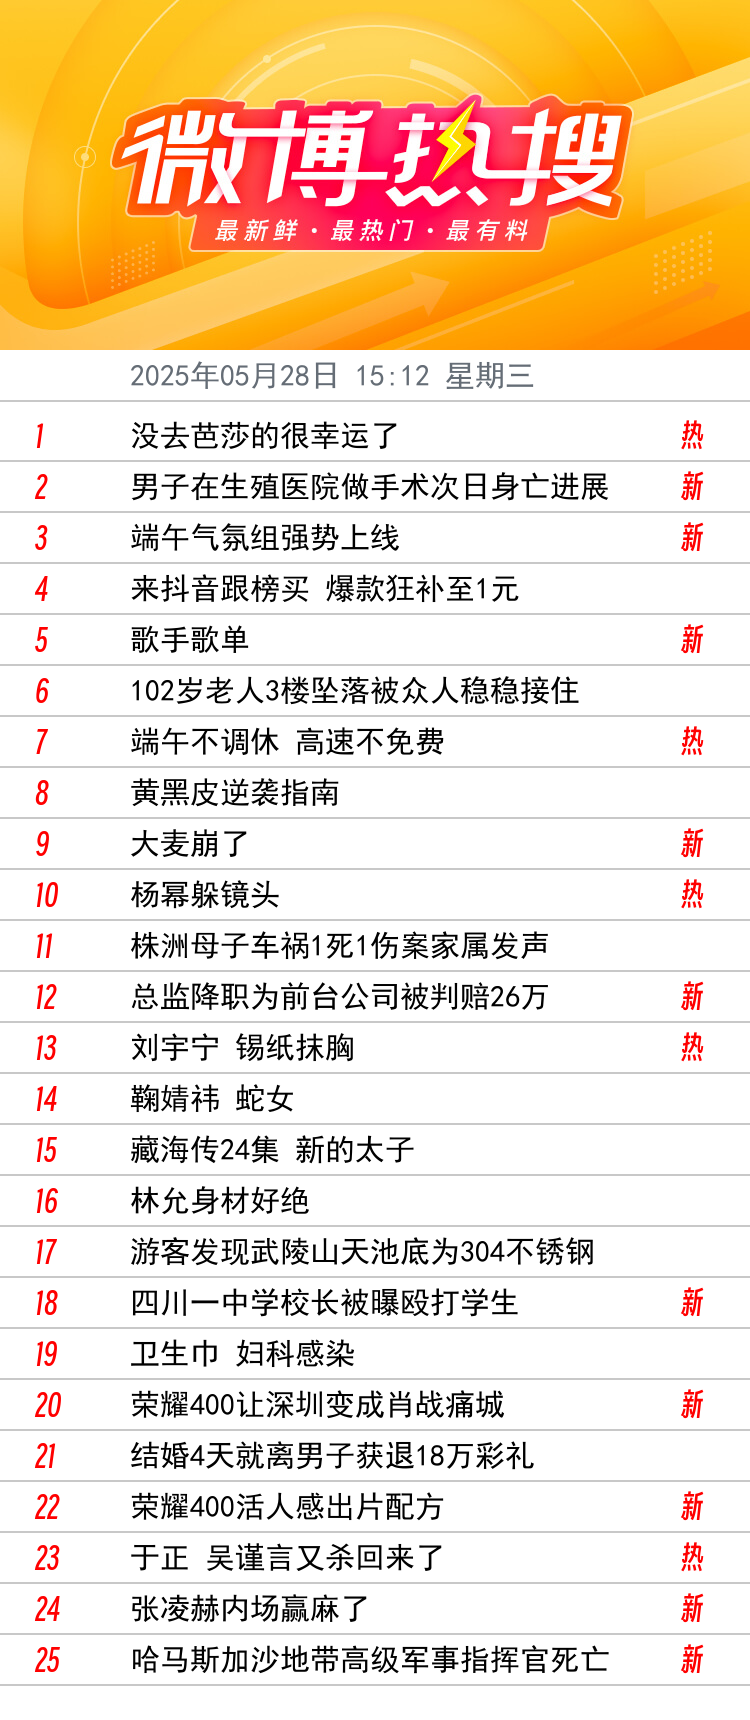 微博热搜
最新鲜·最热门·最有料
2025年05月28日 15:12 星期三
1 没去芭莎的很幸运了 热
2 男子在生殖医院做手术次日身亡进展 新
3 端午气氛组强势上线 新
4 来抖音跟榜买 爆款狂补至1元
5 歌手歌单 新
6 102岁老人3楼坠落被众人稳稳接住
7 端午不调休 高速不免费 热
8 黄黑皮逆袭指南
9 大麦崩了 新
10 杨幂躲镜头 热
11 株洲母子车祸1死1伤案家属发声
12 总监降职为前台公司被判赔26万 新
13 刘宇宁 锡纸抹胸 热
14 鞠婧祎 蛇女
15 藏海传24集 新的太子
16 林允身材好绝
17 游客发现武陵山天池底为304不锈钢
18 四川一中学校长被曝殴打学生 新
19 卫生巾 妇科感染
20 荣耀400让深圳变成肖战痛城 新
21 结婚4天就离男子获退18万彩礼
22 荣耀400活人感出片配方 新
23 于正 吴谨言又杀回来了 热
24 张凌赫内场赢麻了 新
25 哈马斯加沙地带高级军事指挥官死亡 新